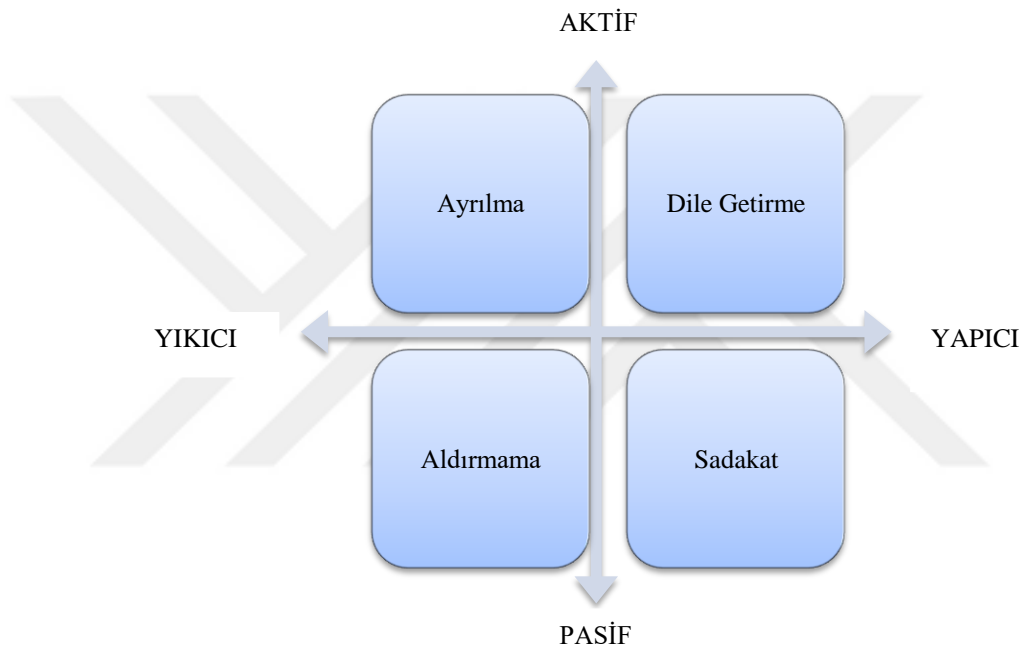 AKTİF
Ayrılma
Dile Getirme
YIKICI
YAPICI
Aldırmama
Sadakat
PASİF